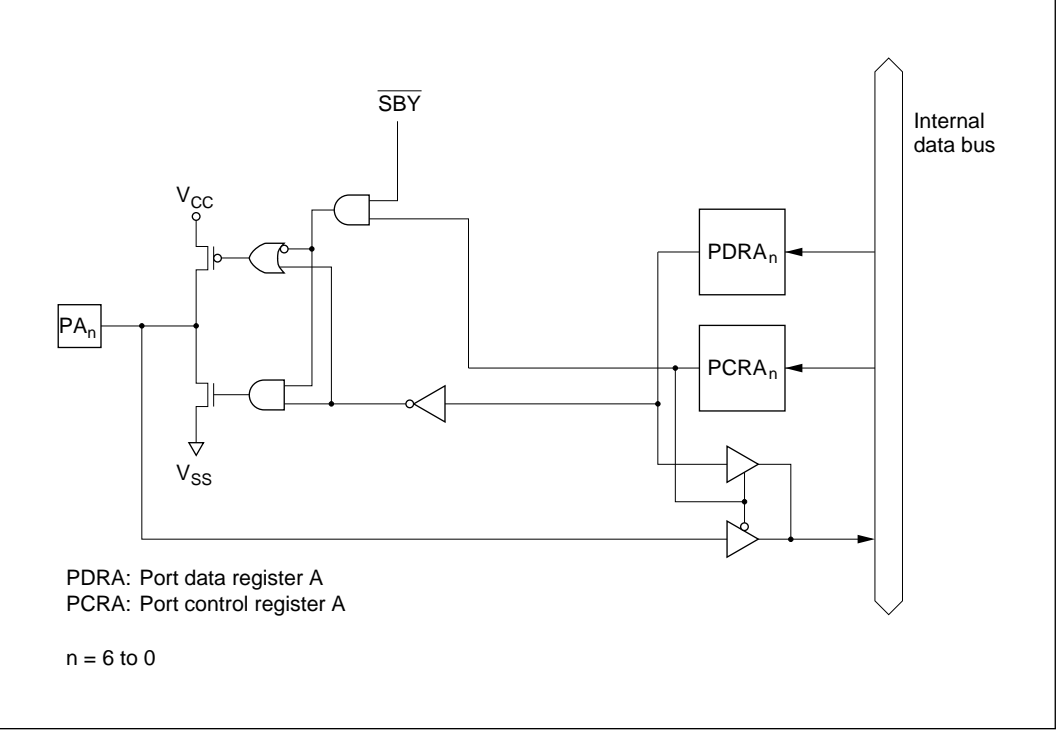 SBY
Internal
data bus
VCC
PDRAn
PAn
PCRAn
VSS
PDRA: Port data register A
PCRA: Port control register A
n = 6 to 0